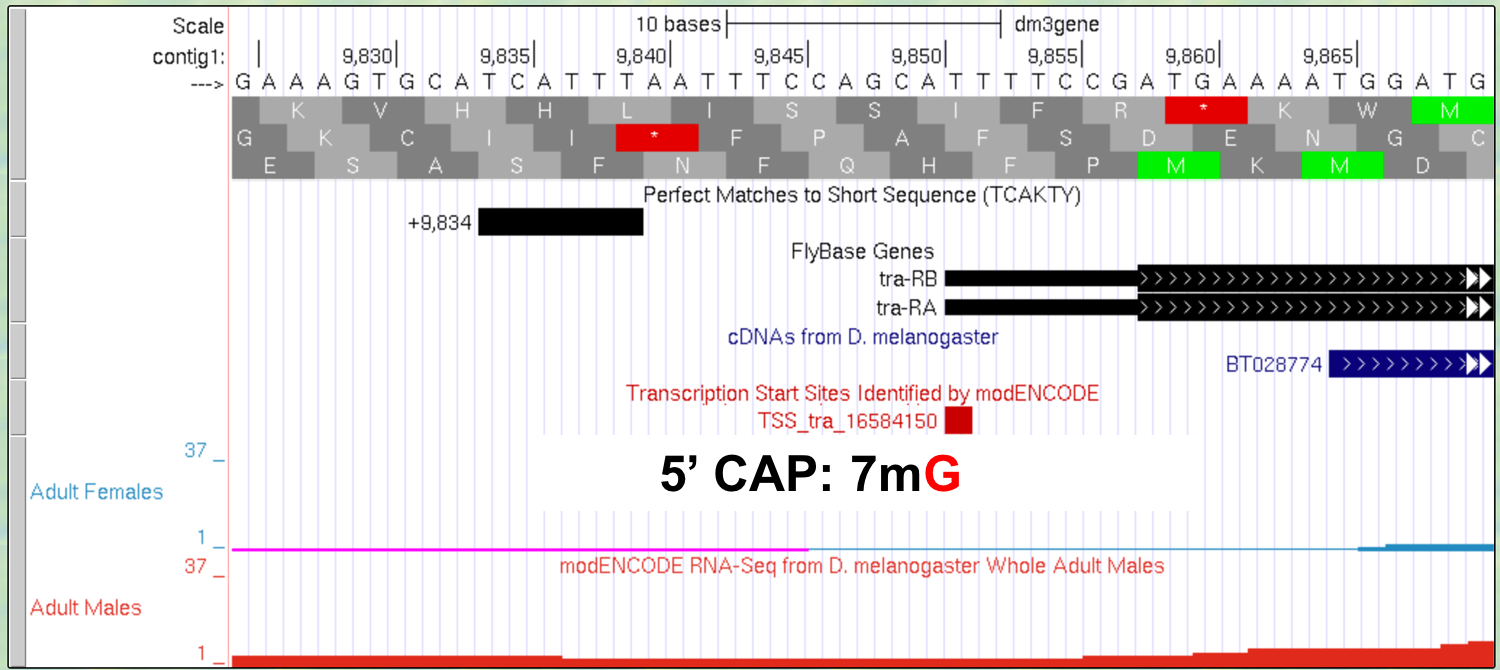 Scale 10 bases dm3gene
contig1: 9,830 9,835 9,840 9,845 9,850 9,855 9,860 9,865
---> G A A A G T G C A T C A T T T A A T T T C C A G C A T T T T C C G A T G A A A A T G G A T G
K V H H L I S S I F R * K W M
G K C I I * F P A F S D E N G C
E S A S F N F Q H F P M K M D
Perfect Matches to Short Sequence (TCAKTY)
+9,834
FlyBase Genes
tra-RB
tra-RA
cDNAs from D. melanogaster
BT028774
Transcription Start Sites Identified by modENCODE
TSS_tra_16584150
37 _
5’ CAP: 7mG
Adult Females
1 _
37 _ modENCODE RNA-Seq from D. melanogaster Whole Adult Males
Adult Males
1 _